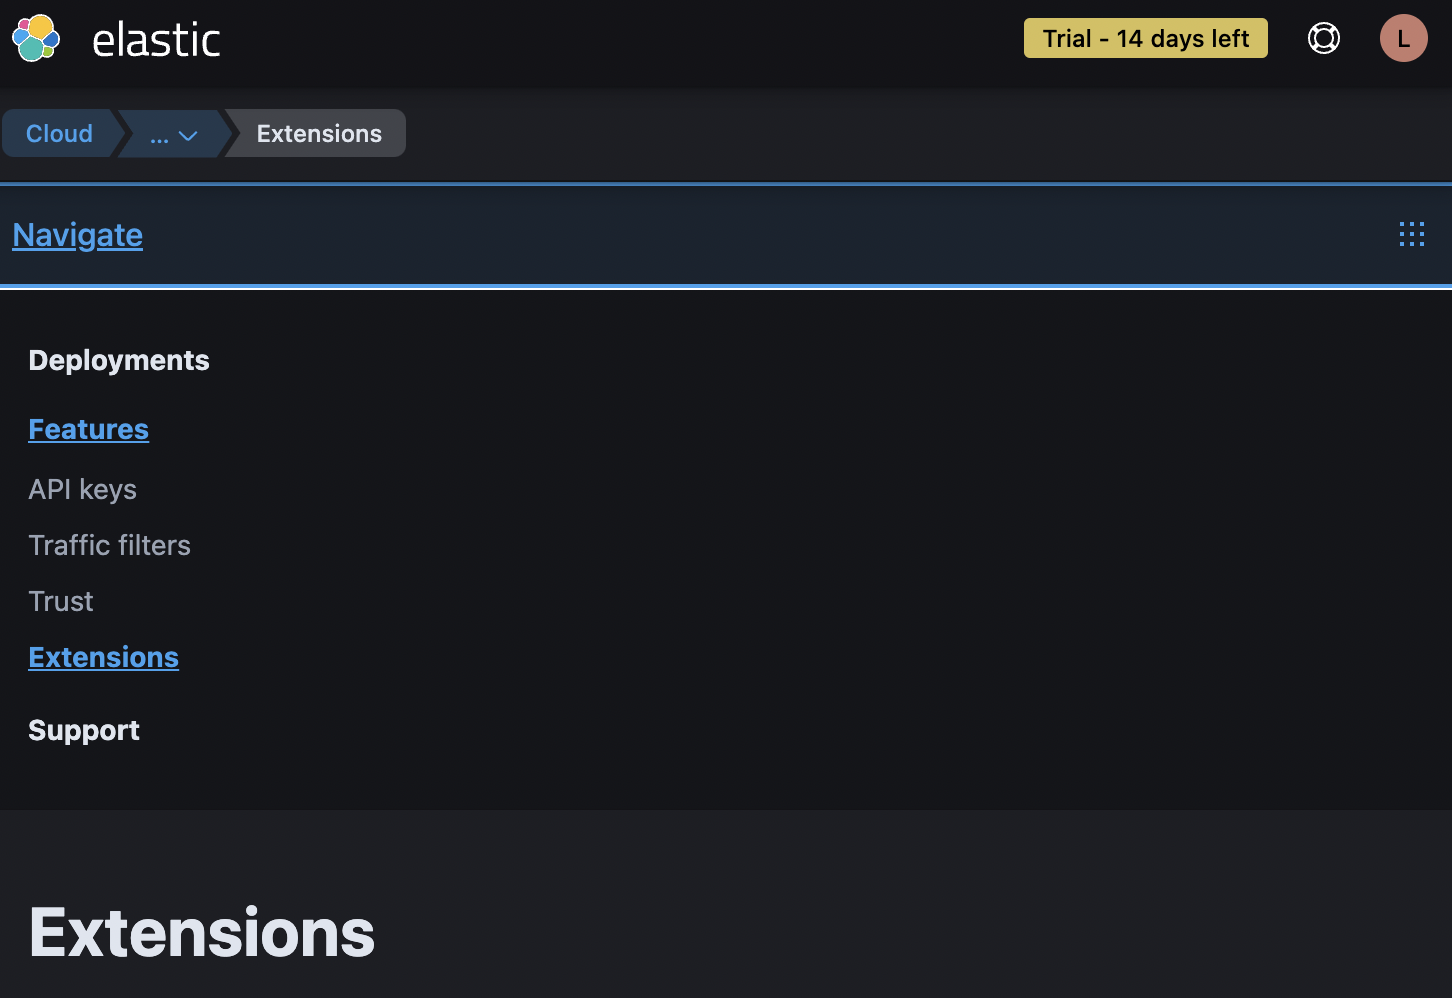 elastic
Trial - 14 days left
L
Cloud
...
Extensions
Navigate
Deployments
Features
API keys
Traffic filters
Trust
Extensions
Support
Extensions